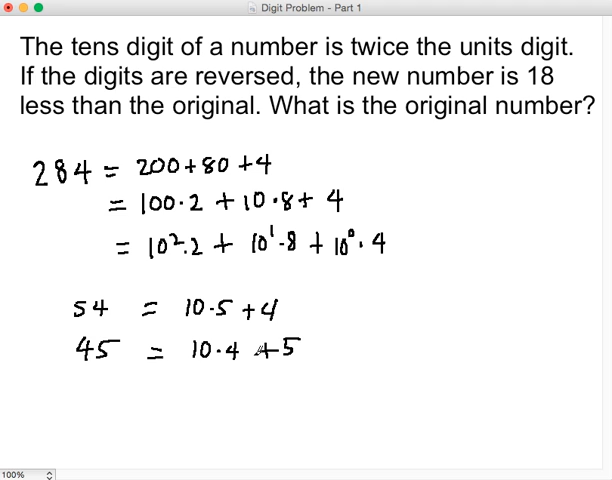 Digit Problem - Part 1
The tens digit of a number is twice the units digit.
If the digits are reversed, the new number is 18
less than the original. What is the original number?
284 = 200+80+4
= 100·2 + 10·8 + 4
= 10²·2 + 10¹·8 + 10⁰·4
54 = 10·5+4
45 = 10·4+5
100%